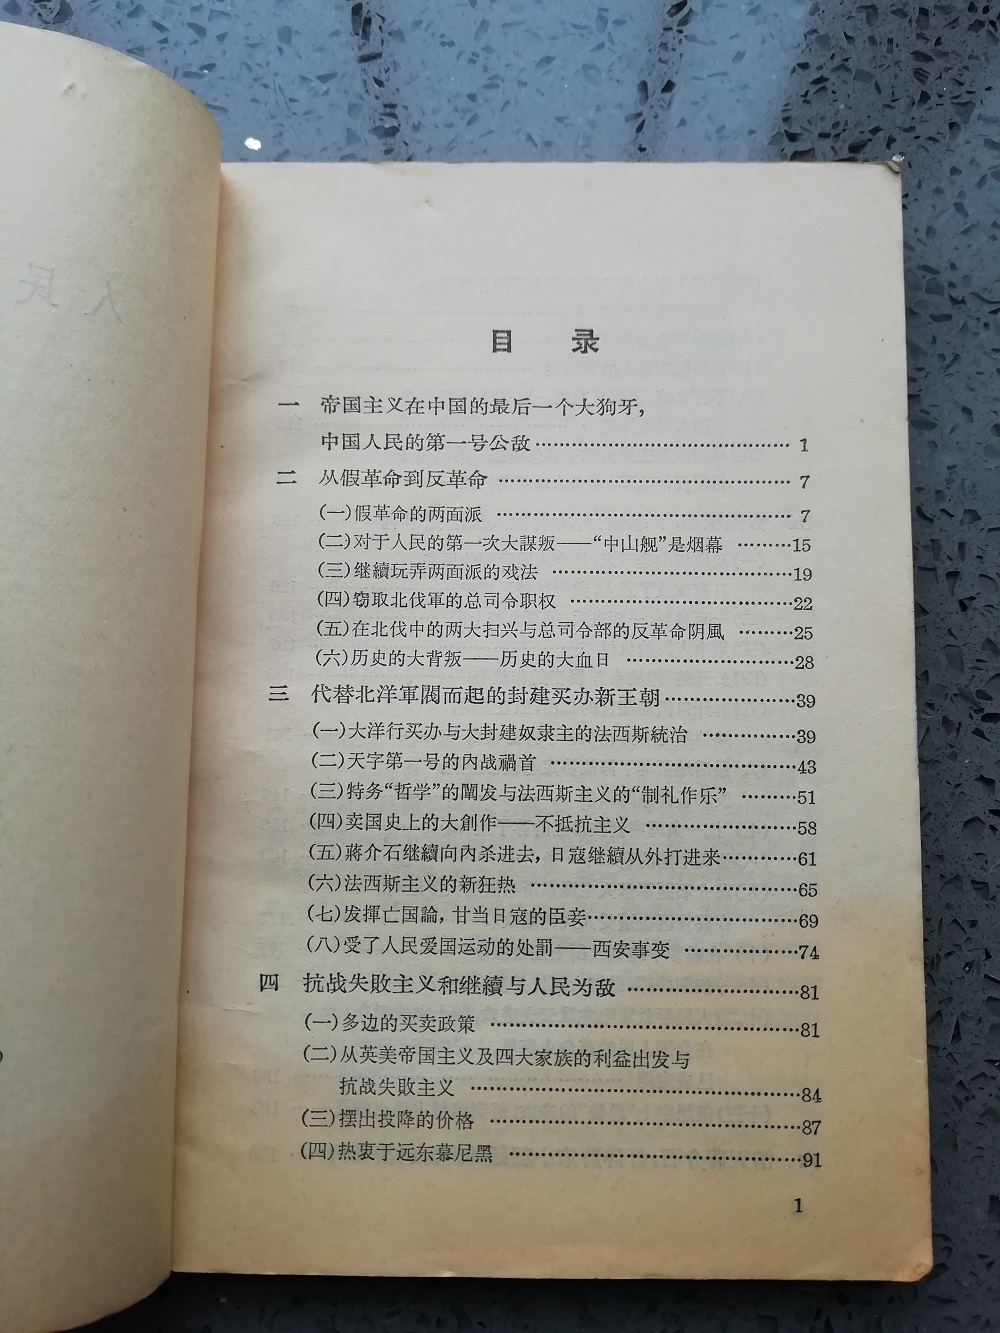 目 录
一 帝国主义在中国的最后一个大狗牙，
中国人民的第一号公敌……………………………………1
二 从假革命到反革命……………………………………7
(一)假革命的两面派……………………………………7
(二)对于人民的第一次大謀叛——“中山舰”是烟幕………15
(三)继續玩弄两面派的戏法……………………………19
(四)窃取北伐軍的总司令职权……………………………22
(五)在北伐中的两大扫兴与总司令部的反革命阴風………25
(六)历史的大背叛——历史的大血日……………………28
三 代替北洋軍閥而起的封建买办新王朝………………39
(一)大洋行买办与大封建奴隶主的法西斯統治…………39
(二)天字第一号的內战禍首……………………………43
(三)特务“哲学”的闡发与法西斯主义的“制礼作乐”………51
(四)卖国史上的大創作——不抵抗主义…………………58
(五)蔣介石继續向內杀进去，日寇继續从外打进来…………61
(六)法西斯主义的新狂热………………………………65
(七)发揮亡国論，甘当日寇的臣妾………………………69
(八)受了人民爱国运动的处罰——西安事变……………74
四 抗战失敗主义和继續与人民为敌……………………81
(一)多边的买卖政策……………………………………81
(二)从英美帝国主义及四大家族的利益出发与
抗战失敗主义……………………………………84
(三)摆出投降的价格……………………………………87
(四)热衷于远东慕尼黑…………………………………91
1
人民